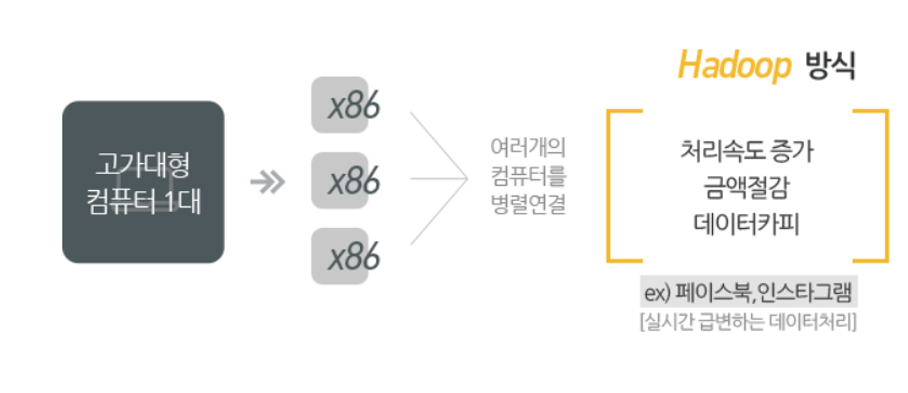 고가대형
컴퓨터 1대
x86
x86
x86
여러개의
컴퓨터를
병렬연결
Hadoop 방식
처리속도 증가
금액절감
데이터카피
ex) 페이스북,인스타그램
[실시간 급변하는 데이터처리]